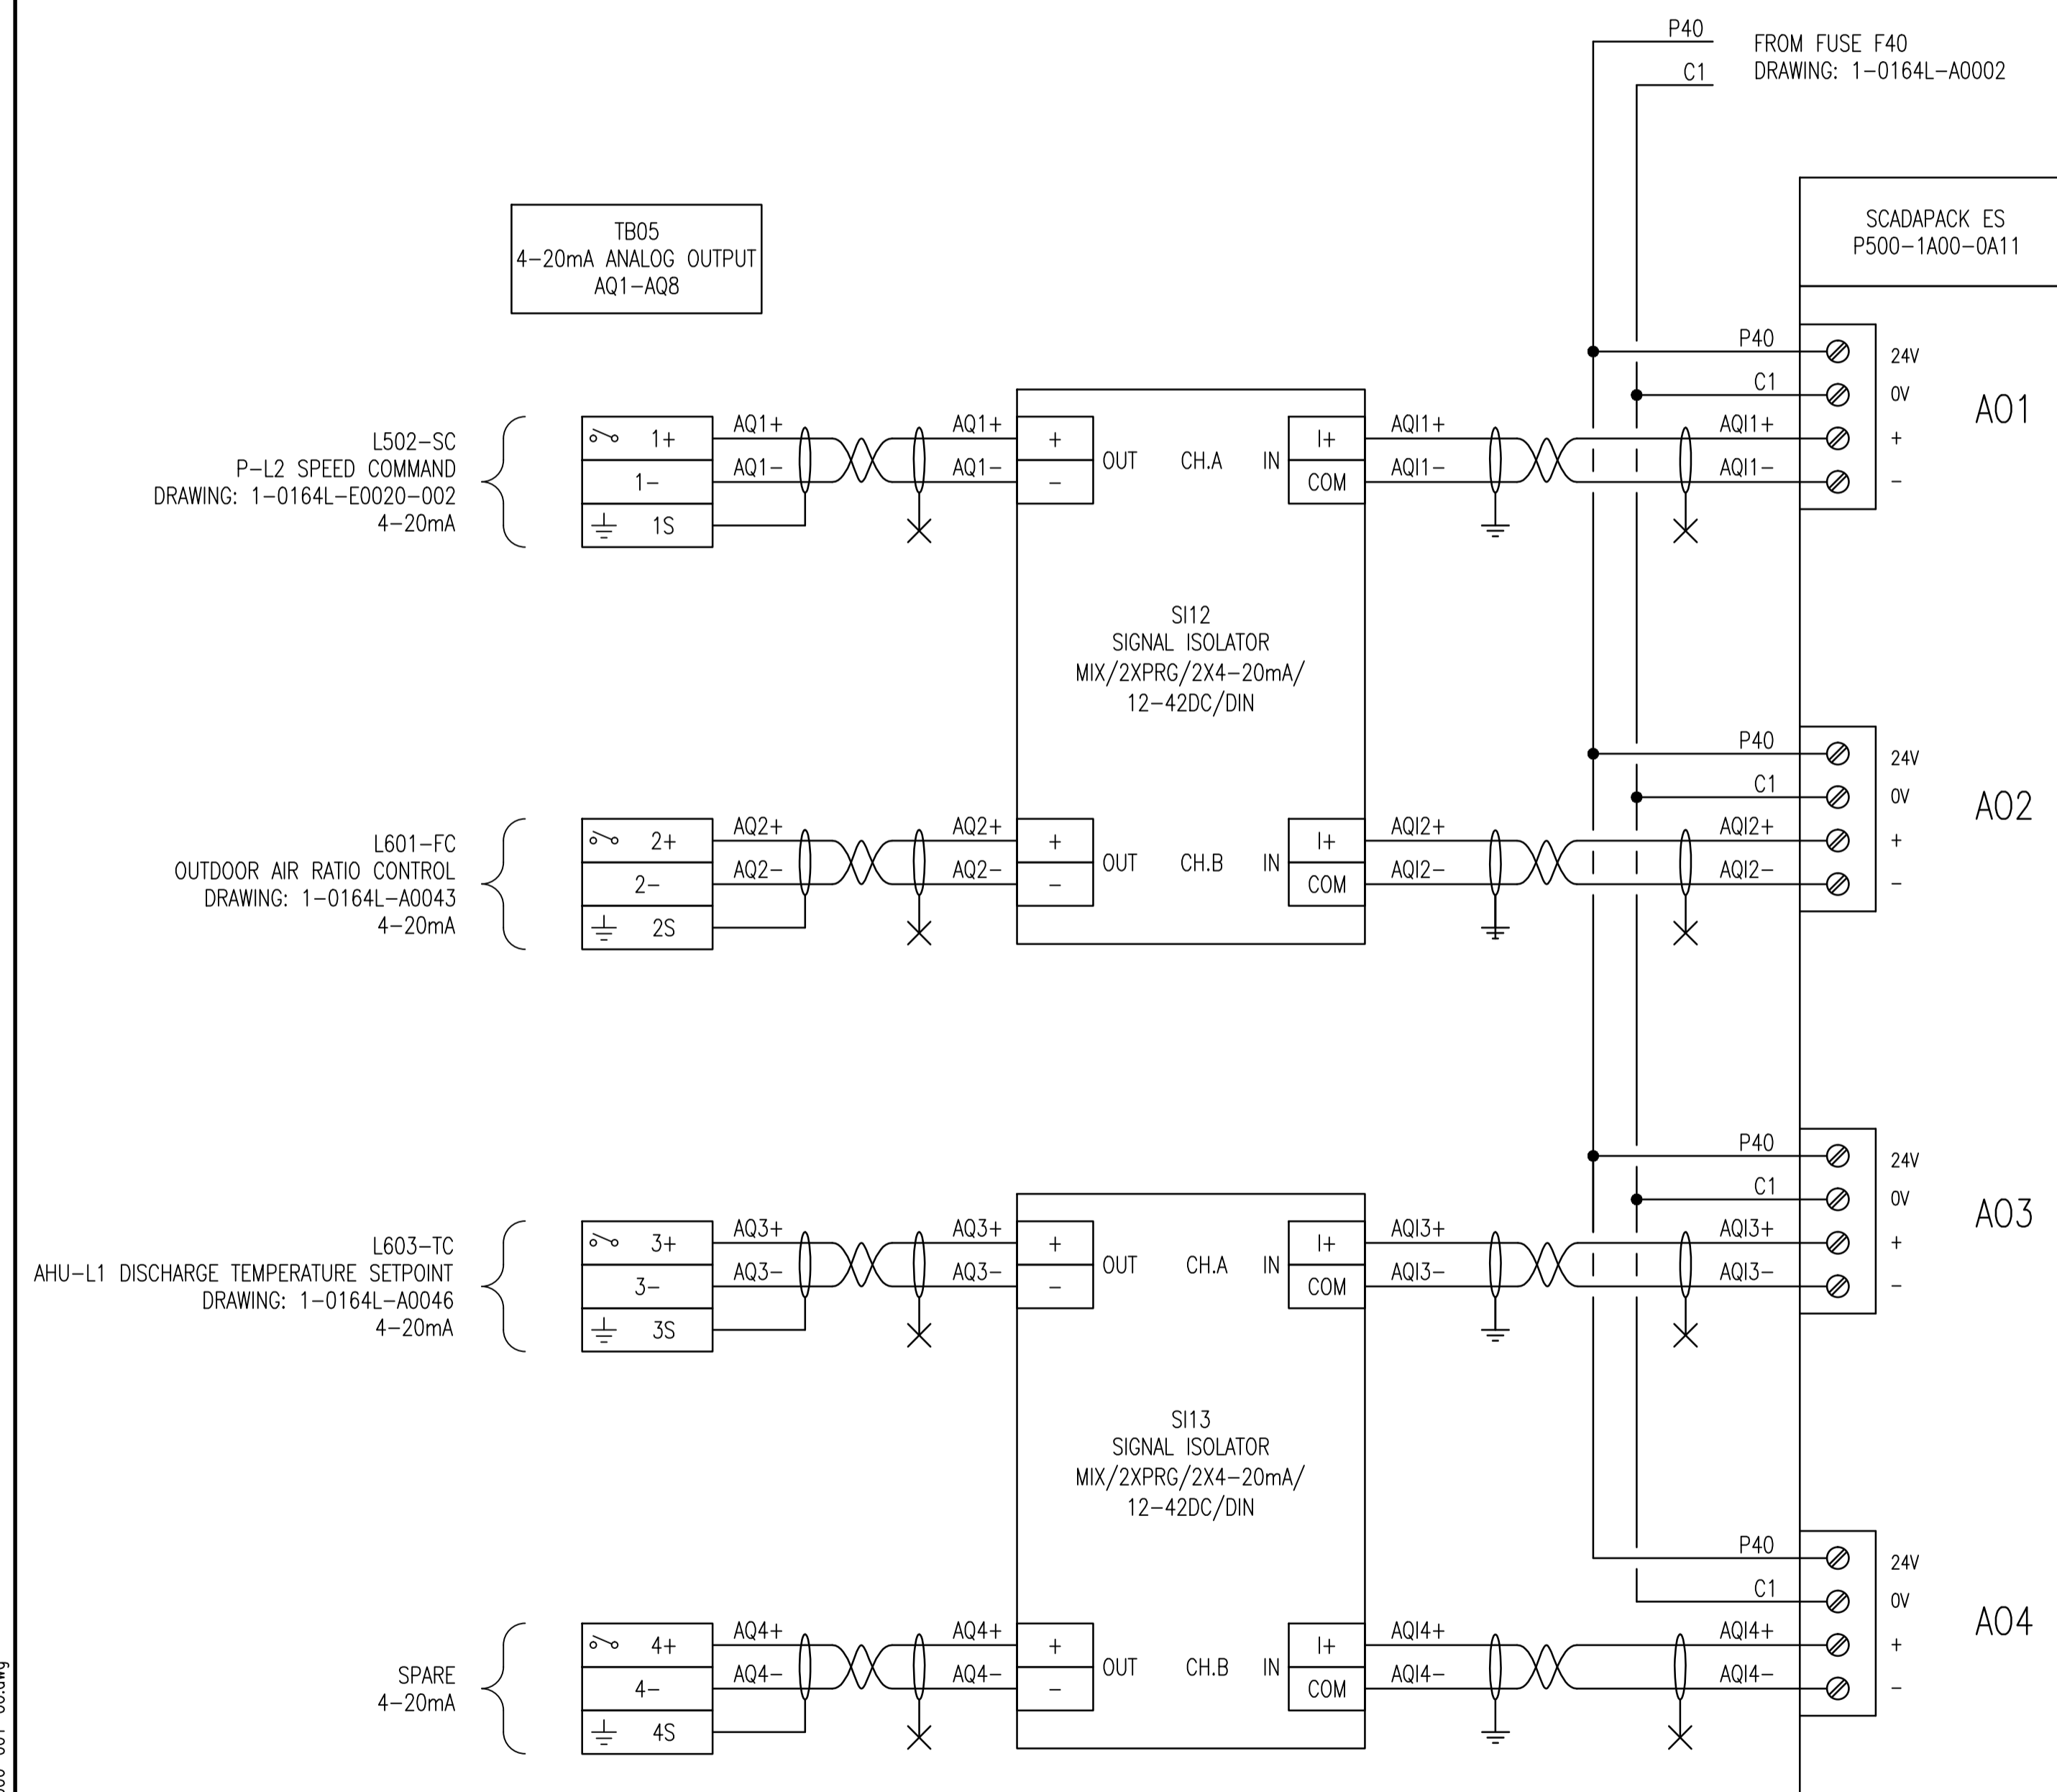 P40
FROM FUSE F40
C1
DRAWING: 1-0164L-A0002
TB05
4-20mA ANALOG OUTPUT
AQ1-AQ8
SCADAPACK ES
P500-1A00-0A11
P40
24V
C1
0V
AO1
L502-SC
P-L2 SPEED COMMAND
DRAWING: 1-0164L-E0020-002
4-20mA
1+
AQ1+
AQ1+
+
I+
AQI1+
AQI1+
+
OUT CH.A IN
1-
AQ1-
AQ1-
-
COM
AQI1-
AQI1-
-
1S
SI12
SIGNAL ISOLATOR
MIX/2XPRG/2X4-20mA/
12-42DC/DIN
P40
24V
C1
0V
AO2
L601-FC
OUTDOOR AIR RATIO CONTROL
DRAWING: 1-0164L-A0043
4-20mA
2+
AQ2+
AQ2+
+
I+
AQI2+
AQI2+
+
OUT CH.B IN
2-
AQ2-
AQ2-
-
COM
AQI2-
AQI2-
-
2S
P40
24V
C1
0V
AO3
L603-TC
AHU-L1 DISCHARGE TEMPERATURE SETPOINT
DRAWING: 1-0164L-A0046
4-20mA
3+
AQ3+
AQ3+
+
I+
AQI3+
AQI3+
+
OUT CH.A IN
3-
AQ3-
AQ3-
-
COM
AQI3-
AQI3-
-
3S
SI13
SIGNAL ISOLATOR
MIX/2XPRG/2X4-20mA/
12-42DC/DIN
P40
24V
C1
0V
AO4
SPARE
4-20mA
4+
AQ4+
AQ4+
+
I+
AQI4+
AQI4+
+
OUT CH.B IN
4-
AQ4-
AQ4-
-
COM
AQI4-
AQI4-
-
4S